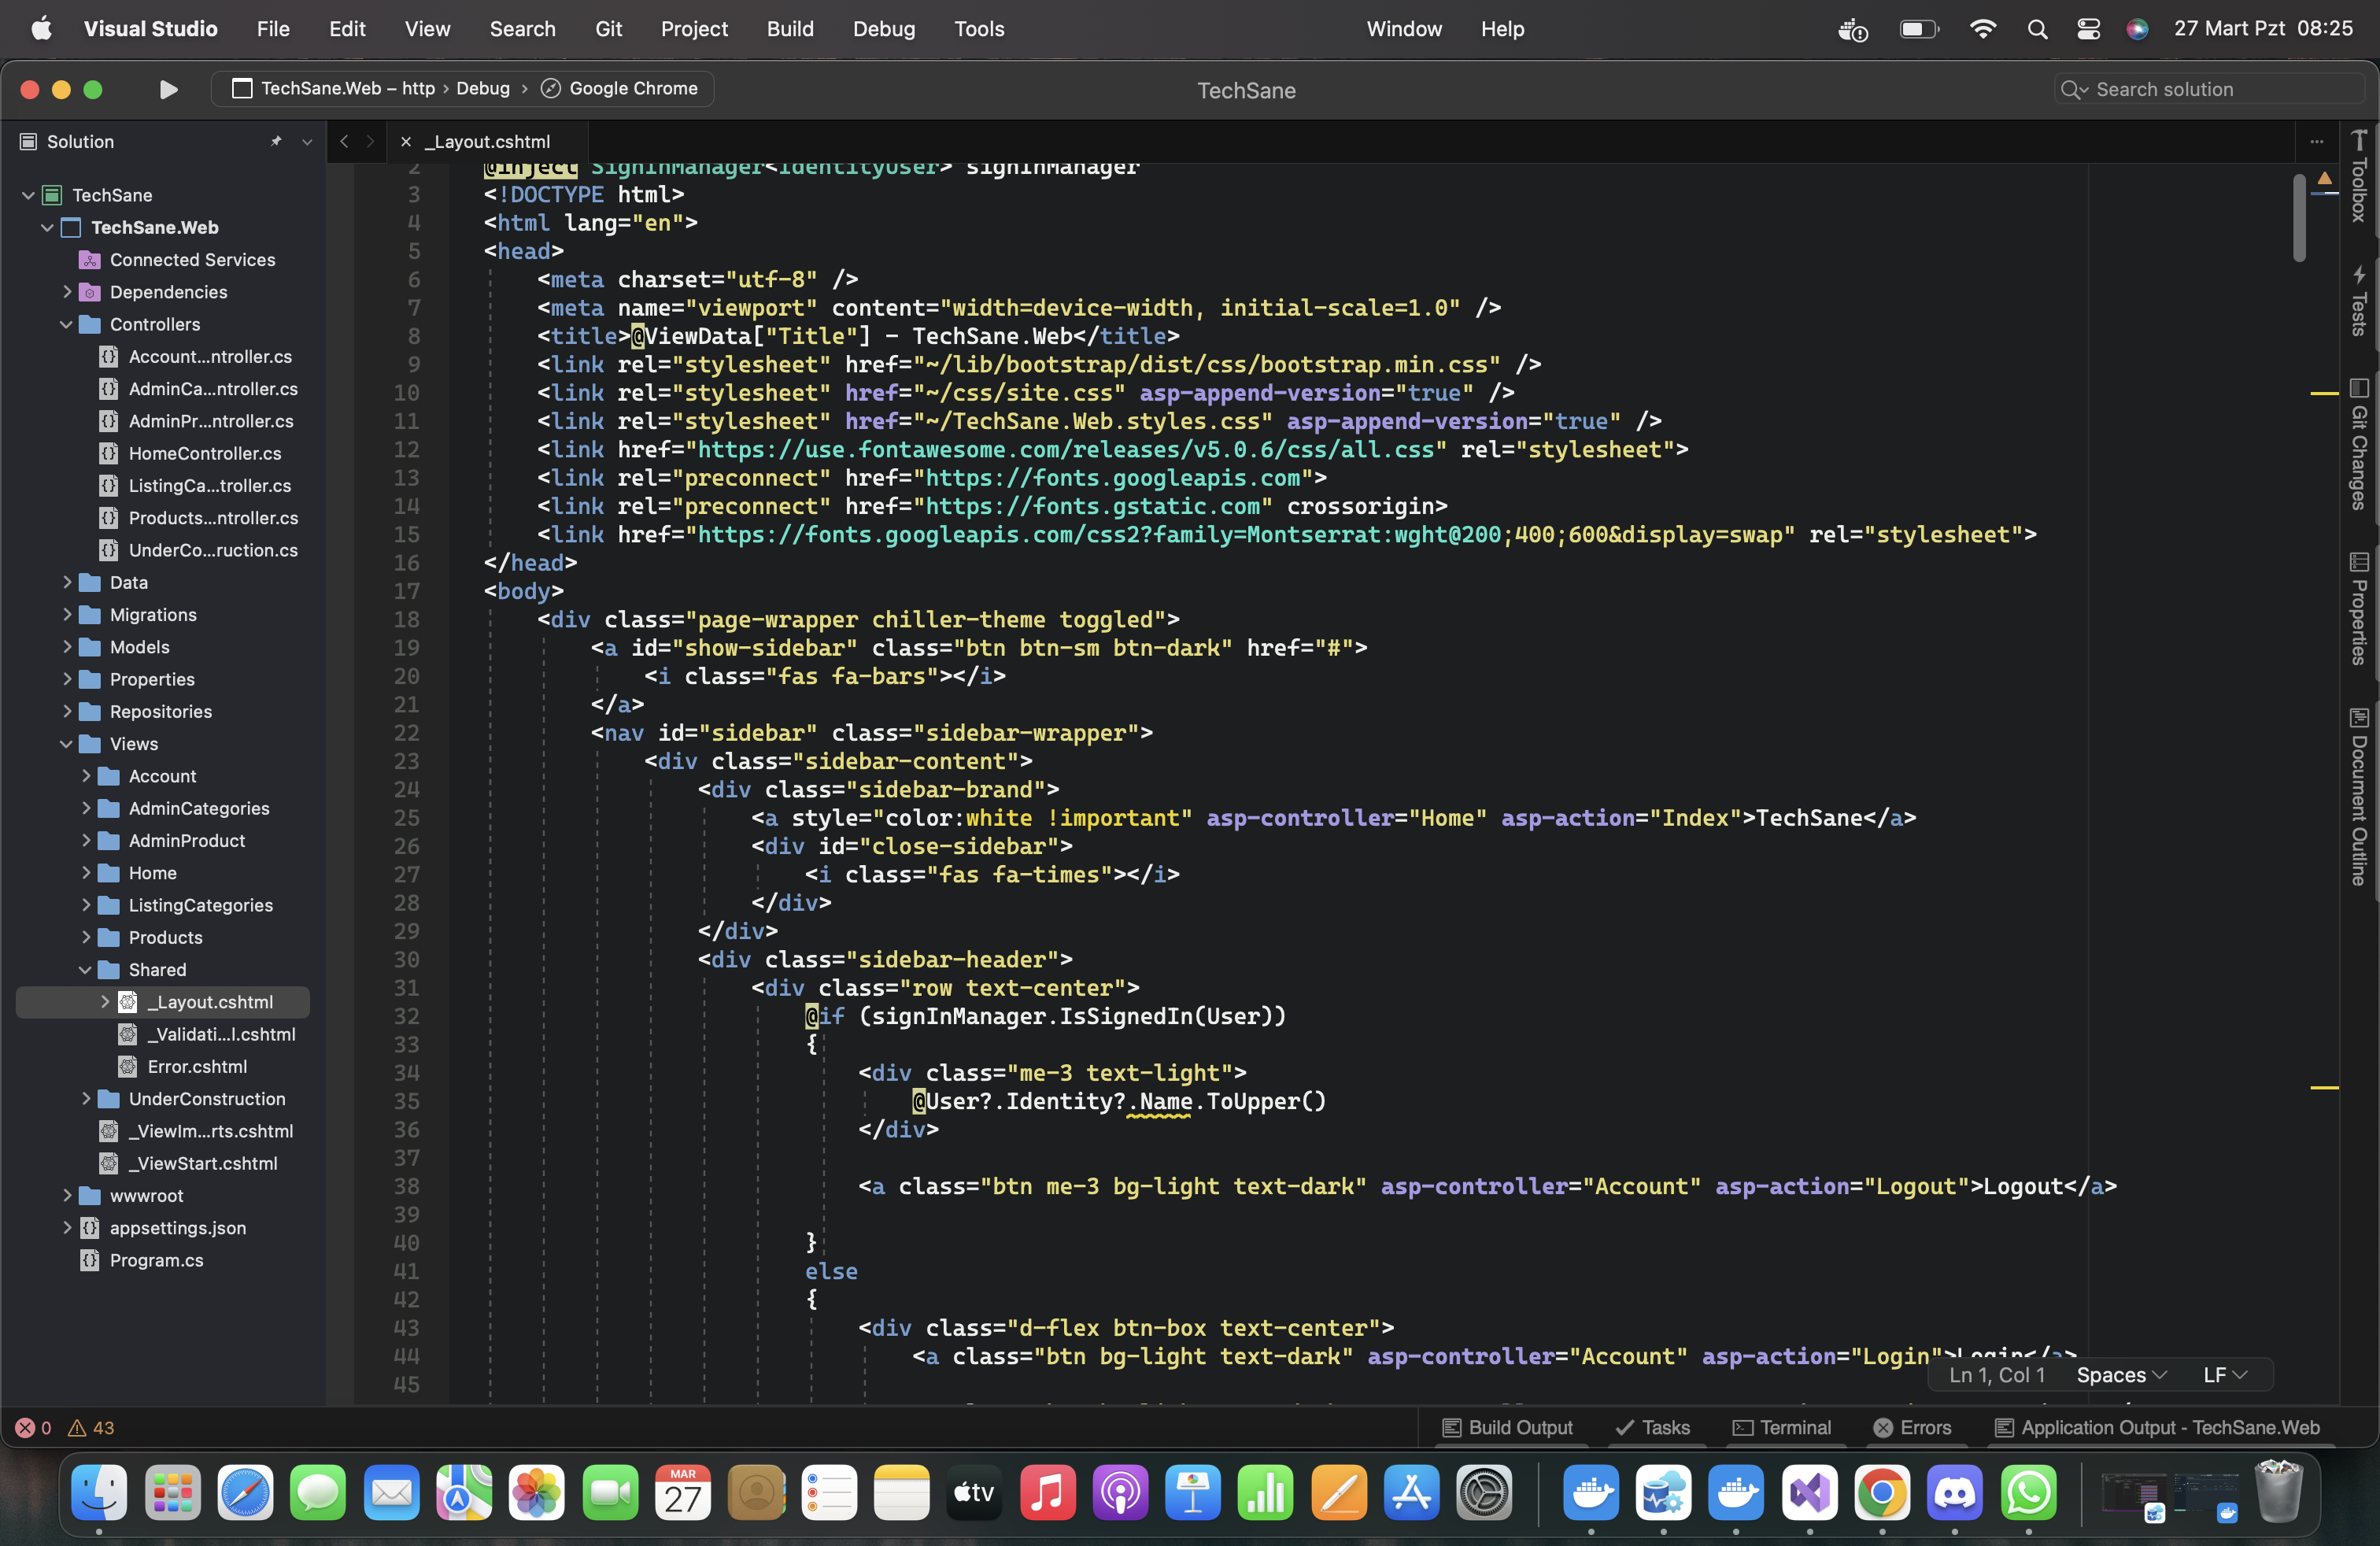 Visual Studio File Edit View Search Git Project Build Debug Tools Window Help 27 Mart Pzt 08:25
TechSane.Web – http › Debug › Google Chrome TechSane Search solution
Solution
_Layout.cshtml
TechSane
TechSane.Web
Connected Services
Dependencies
Controllers
Account...ntroller.cs
AdminCa...ntroller.cs
AdminPr...ntroller.cs
HomeController.cs
ListingCa...troller.cs
Products...ntroller.cs
UnderCo...ruction.cs
Data
Migrations
Models
Properties
Repositories
Views
Account
AdminCategories
AdminProduct
Home
ListingCategories
Products
Shared
_Layout.cshtml
_Validati...l.cshtml
Error.cshtml
UnderConstruction
_ViewIm...rts.cshtml
_ViewStart.cshtml
wwwroot
appsettings.json
Program.cs
2 @inject SignInManager<IdentityUser> signInManager
3 <!DOCTYPE html>
4 <html lang="en">
5 <head>
6 <meta charset="utf-8" />
7 <meta name="viewport" content="width=device-width, initial-scale=1.0" />
8 <title>@ViewData["Title"] - TechSane.Web</title>
9 <link rel="stylesheet" href="~/lib/bootstrap/dist/css/bootstrap.min.css" />
10 <link rel="stylesheet" href="~/css/site.css" asp-append-version="true" />
11 <link rel="stylesheet" href="~/TechSane.Web.styles.css" asp-append-version="true" />
12 <link href="https://use.fontawesome.com/releases/v5.0.6/css/all.css" rel="stylesheet">
13 <link rel="preconnect" href="https://fonts.googleapis.com">
14 <link rel="preconnect" href="https://fonts.gstatic.com" crossorigin>
15 <link href="https://fonts.googleapis.com/css2?family=Montserrat:wght@200;400;600&display=swap" rel="stylesheet">
16 </head>
17 <body>
18 <div class="page-wrapper chiller-theme toggled">
19 <a id="show-sidebar" class="btn btn-sm btn-dark" href="#">
20 <i class="fas fa-bars"></i>
21 </a>
22 <nav id="sidebar" class="sidebar-wrapper">
23 <div class="sidebar-content">
24 <div class="sidebar-brand">
25 <a style="color:white !important" asp-controller="Home" asp-action="Index">TechSane</a>
26 <div id="close-sidebar">
27 <i class="fas fa-times"></i>
28 </div>
29 </div>
30 <div class="sidebar-header">
31 <div class="row text-center">
32 @if (signInManager.IsSignedIn(User))
33 {
34 <div class="me-3 text-light">
35 @User?.Identity?.Name.ToUpper()
36 </div>
37
38 <a class="btn me-3 bg-light text-dark" asp-controller="Account" asp-action="Logout">Logout</a>
39
40 }
41 else
42 {
43 <div class="d-flex btn-box text-center">
44 <a class="btn bg-light text-dark" asp-controller="Account" asp-action="Login">Login</a>
45
Ln 1, Col 1 Spaces LF
Toolbox
Tests
Git Changes
Properties
Document Outline
0 43 Build Output Tasks Terminal Errors Application Output - TechSane.Web
MAR
27
tv